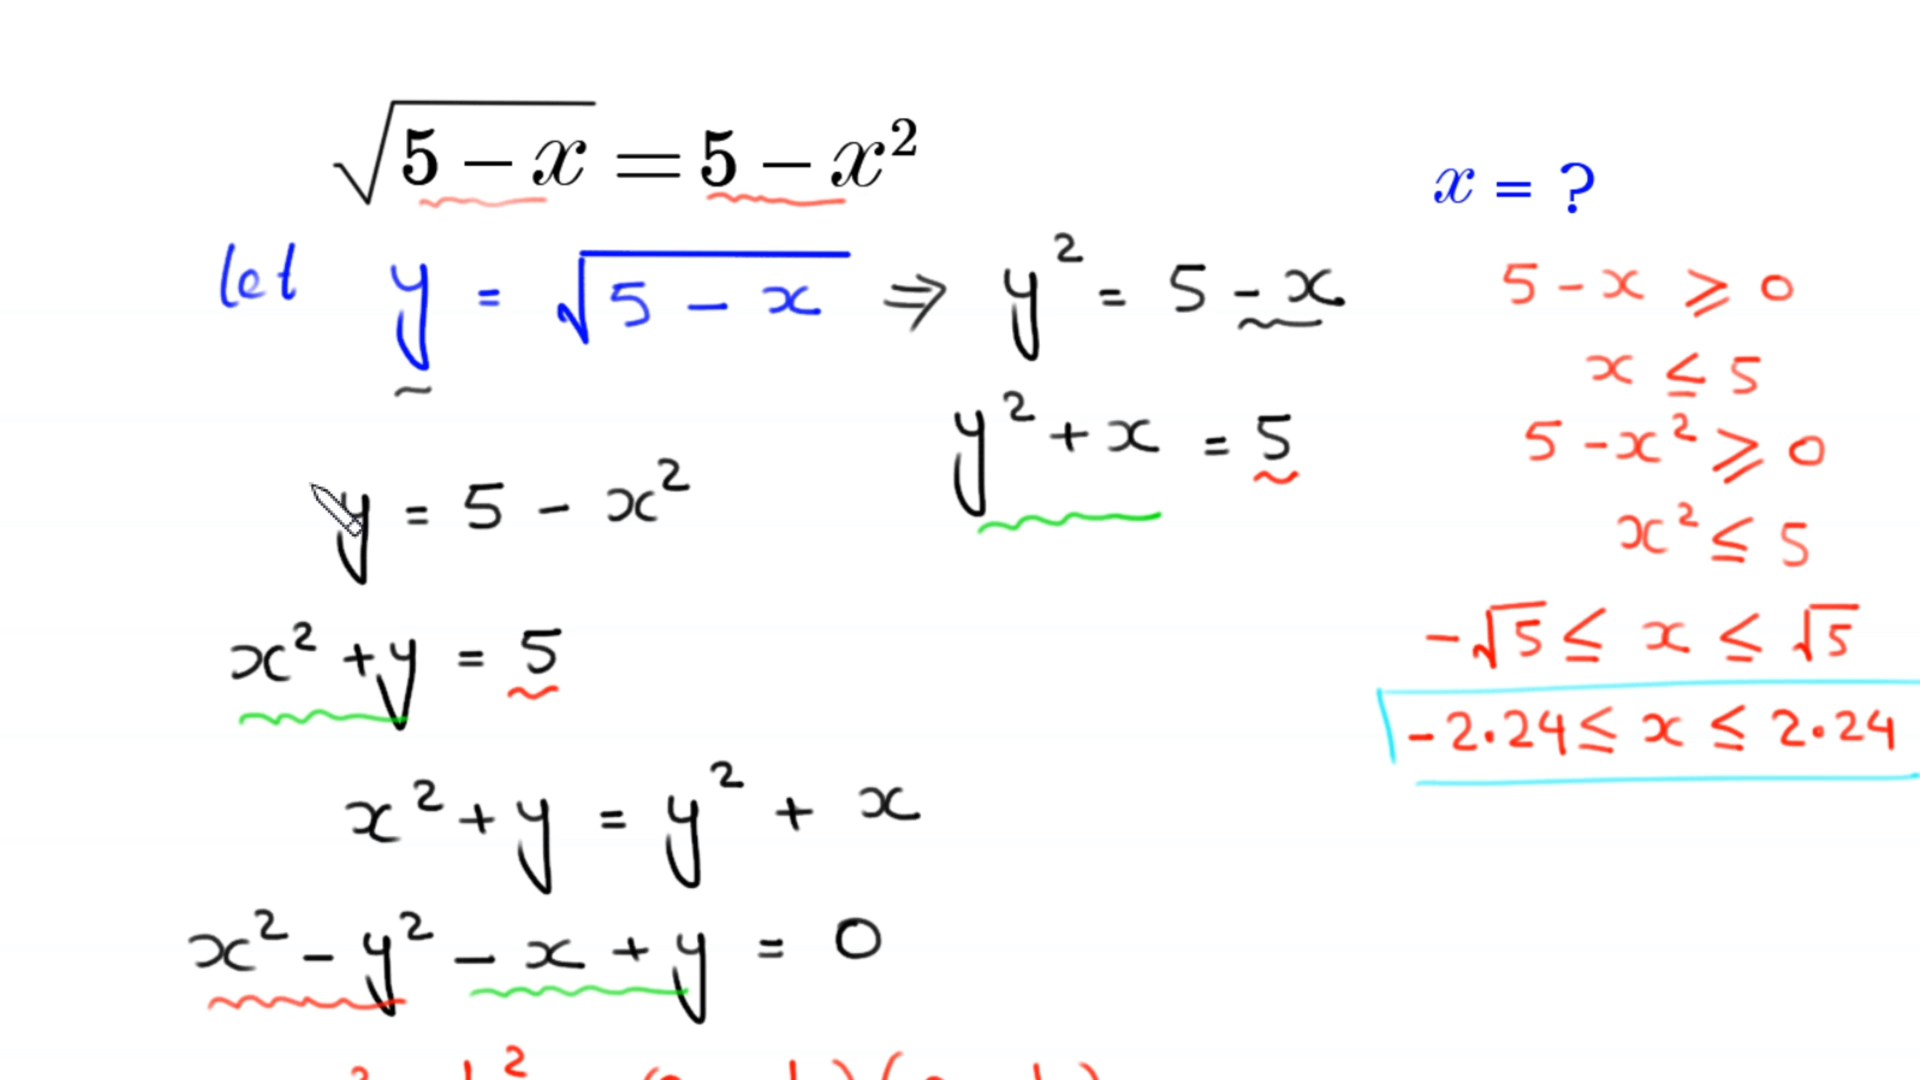 √5 − x = 5 − x²
x = ?
let y = √5 − x ⇒ y² = 5 − x
5 − x ⩾ 0
x ≤ 5
y² + x = 5
5 − x² ⩾ 0
y = 5 − x²
x² ≤ 5
x² + y = 5
−√5 ≤ x ≤ √5
−2.24 ≤ x ≤ 2.24
x² + y = y² + x
x² − y² − x + y = 0